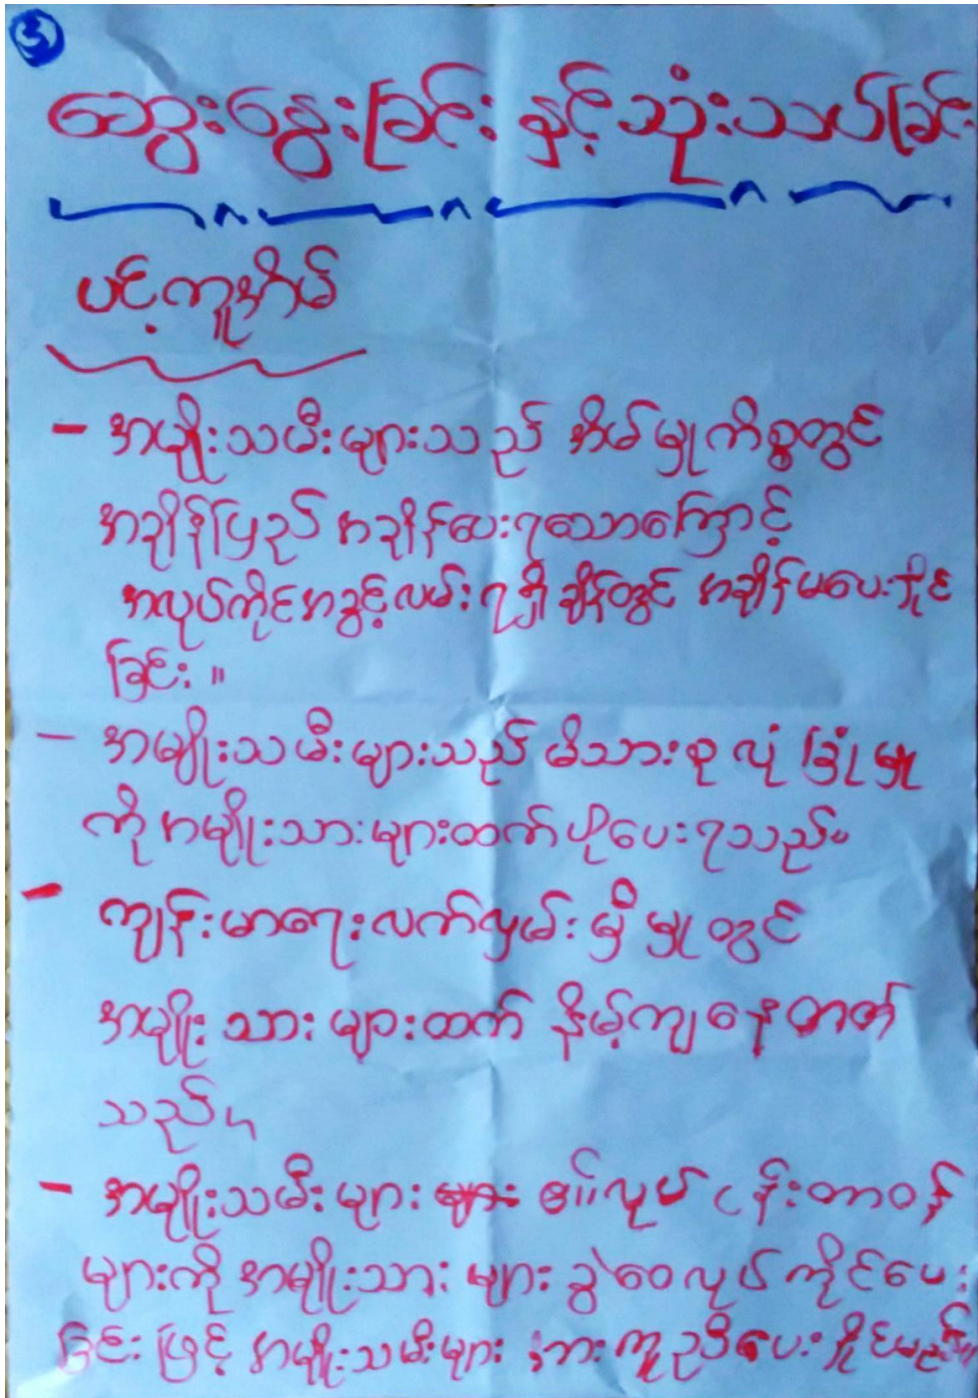 ၃
ဆွေးနွေးခြင်း နှင့် သုံးသပ်ခြင်း
ပင့်ကူအိမ်
- အမျိုးသမီးများသည် အိမ်မှုကိစ္စတွင်
အချိန်ပြည့် အချိန်ပေးရသောကြောင့်
အလုပ်ကိုင်အခွင့်လမ်းရရှိချိန်တွင် အချိန်မပေးနိုင်
ခြင်း။
- အမျိုးသမီးများသည် မိသားစု လုံ ခြုံ မှု
ကို အမျိုးသားများထက် ပိုပေးရသည်။
- ကျန်းမာရေးလက်လှမ်း မှီ မှု တွင်
အမျိုး သား များထက် နိမ့်ကျ နေ တတ်
သည်။
- အမျိုးသမီး များ လုပ် ငန်းတာဝန်
များကို အမျိုးသား များ ခွဲဝေလုပ် ကိုင်ပေး
ခြင်း ဖြင့် အမျိုးသမီးများ အား ကူညီပေး နိုင်မည်။